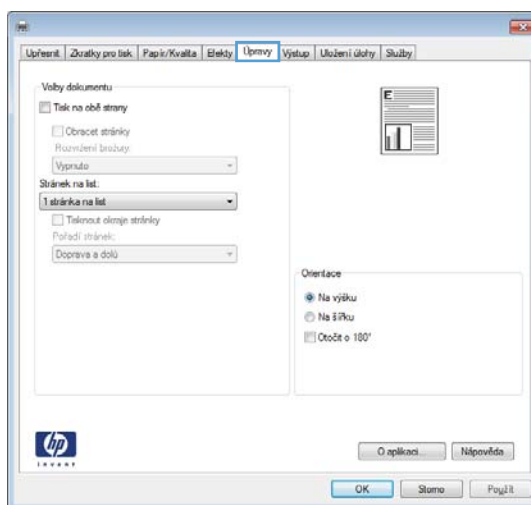 Upřesnit Zkratky pro tisk Papír/Kvalita Efekty Úpravy Výstup Uložení úlohy Služby
Volby dokumentu
Tisk na obě strany
Obracet stránky
Rozvržení brožury:
Vypnuto
Stránek na list:
1 stránka na list
Tisknout okraje stránky
Pořadí stránek:
Doprava a dolů
E
Orientace
Na výšku
Na šířku
Otočit o 180°
hp
invent
O aplikaci... Nápověda
OK Storno Použít